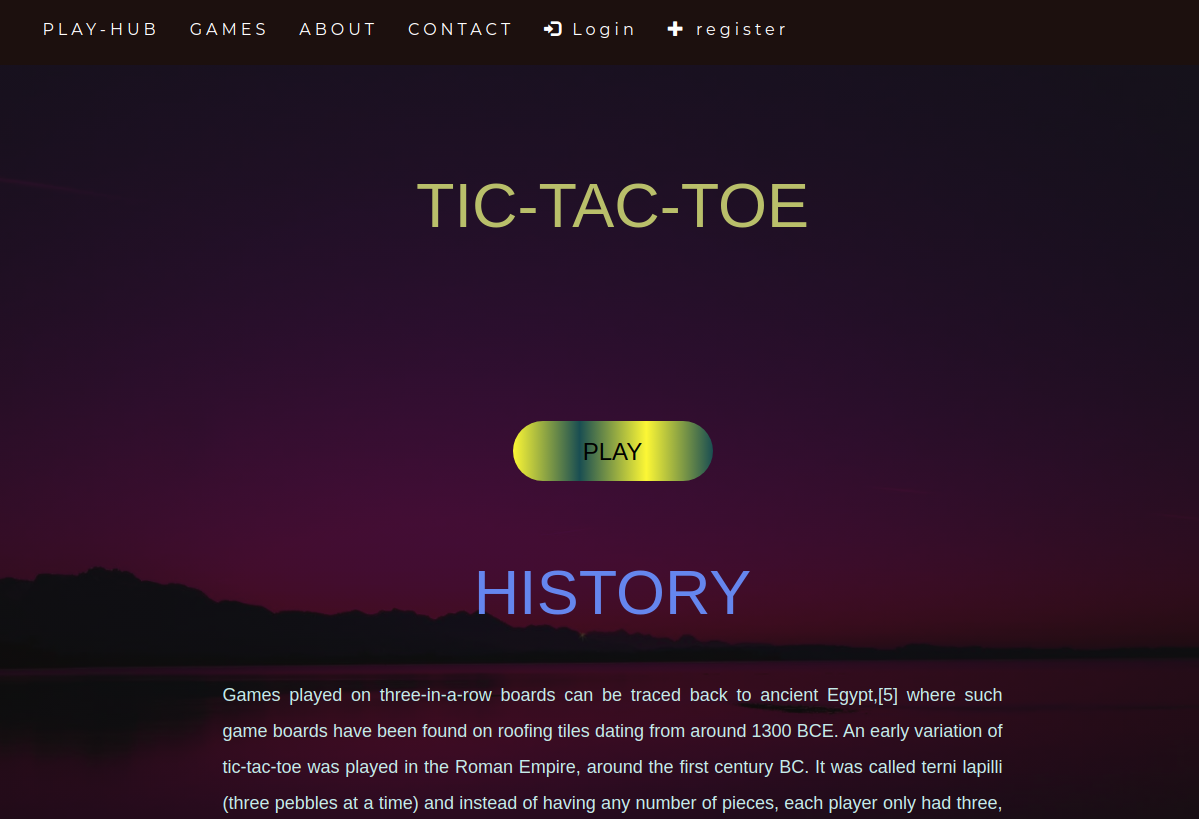 PLAY-HUB GAMES ABOUT CONTACT Login register
TIC-TAC-TOE
PLAY
HISTORY
Games played on three-in-a-row boards can be traced back to ancient Egypt,[5] where such
game boards have been found on roofing tiles dating from around 1300 BCE. An early variation of
tic-tac-toe was played in the Roman Empire, around the first century BC. It was called terni lapilli
(three pebbles at a time) and instead of having any number of pieces, each player only had three,